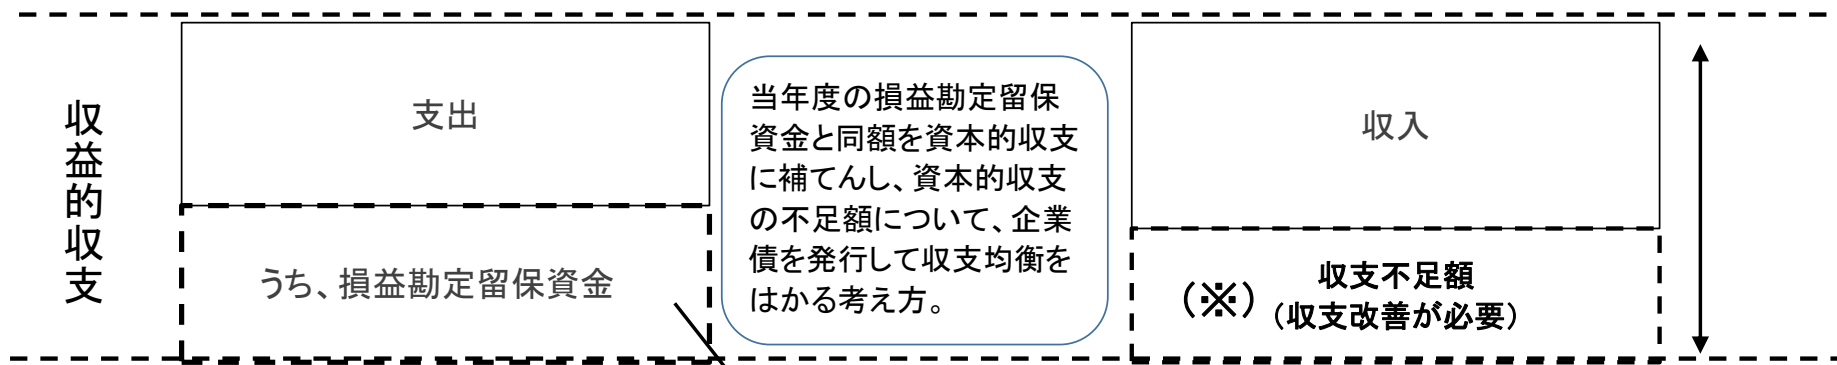 収益的収支
支出
うち、損益勘定留保資金
当年度の損益勘定留保
資金と同額を資本的収支
に補てんし、資本的収支
の不足額について、企業
債を発行して収支均衡を
はかる考え方。
収入
(※)
収支不足額
(収支改善が必要)